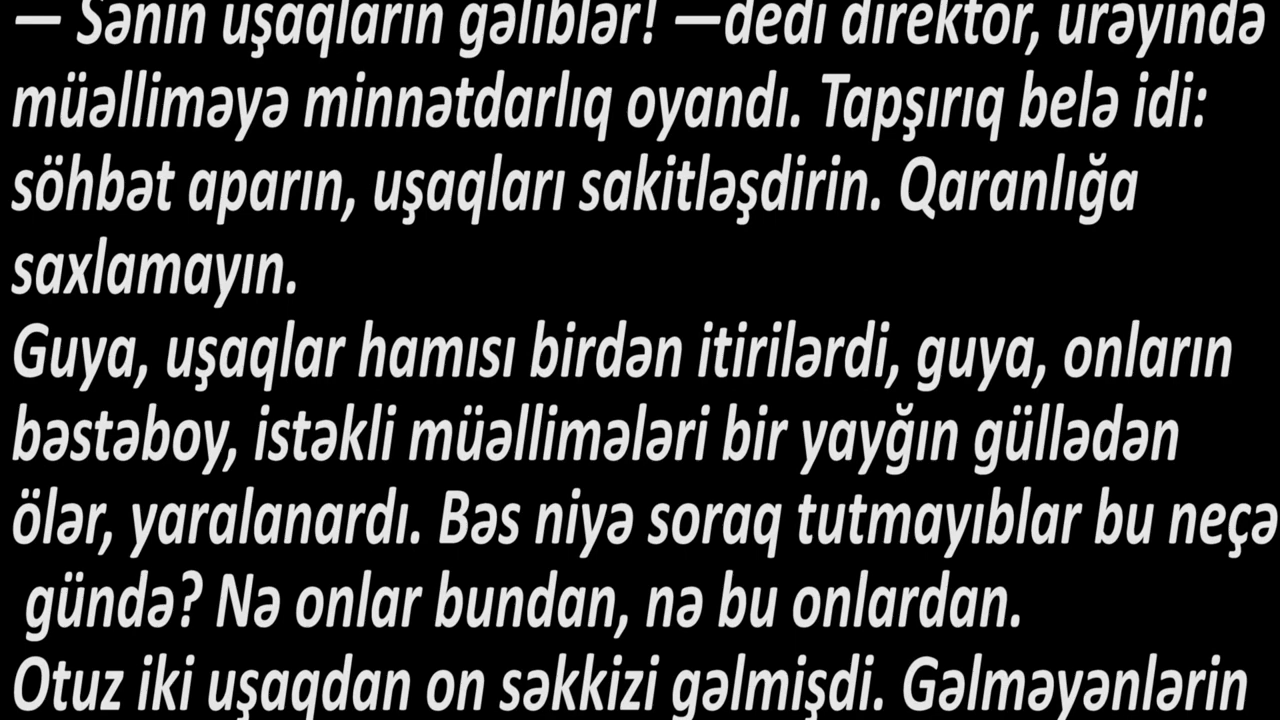 — Sənin uşaqların gəliblər! —dedi direktor, ürəyində
müəlliməyə minnətdarlıq oyandı. Tapşırıq belə idi:
söhbət aparın, uşaqları sakitləşdirin. Qaranlığa
saxlamayın.
Guya, uşaqlar hamısı birdən itirilərdi, guya, onların
bəstəboy, istəkli müəllimələri bir yayğın güllədən
ölər, yaralanardı. Bəs niyə soraq tutmayıblar bu neçə
gündə? Nə onlar bundan, nə bu onlardan.
Otuz iki uşaqdan on səkkizi gəlmişdi. Gəlməyənlərin